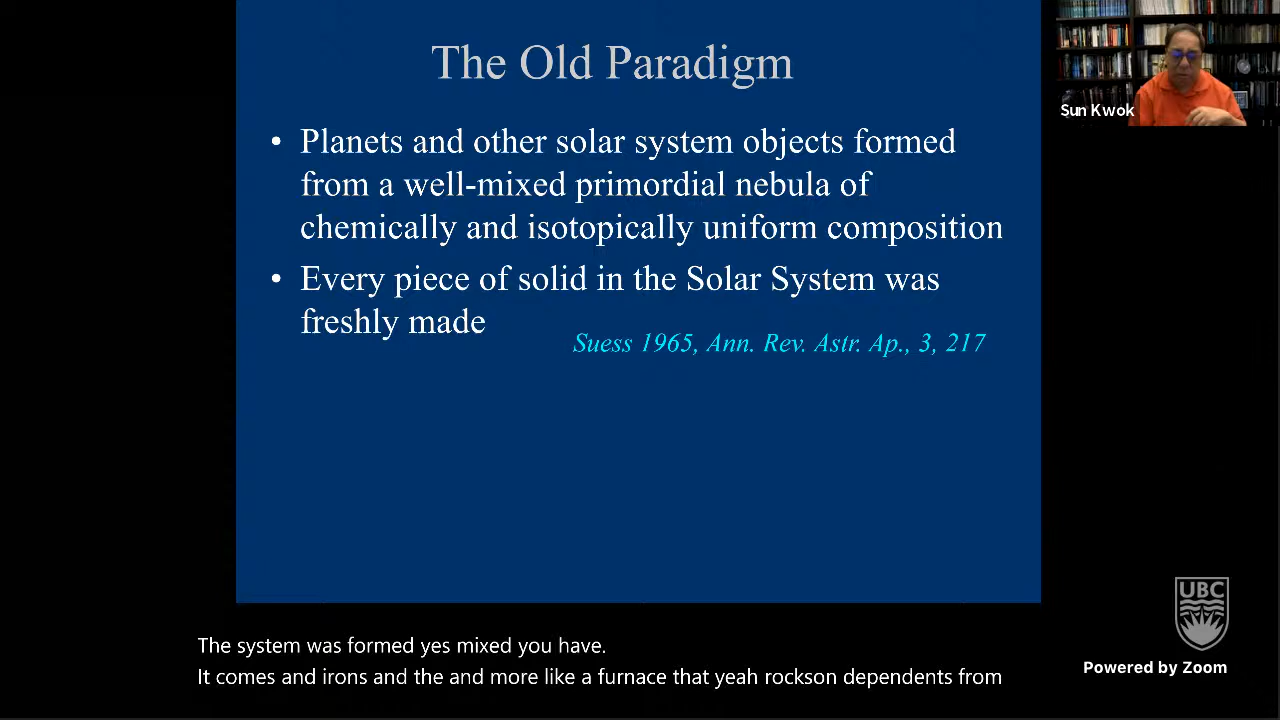 The Old Paradigm
• Planets and other solar system objects formed
from a well-mixed primordial nebula of
chemically and isotopically uniform composition
• Every piece of solid in the Solar System was
freshly made
Suess 1965, Ann. Rev. Astr. Ap., 3, 217
Sun Kwok
UBC
Powered by Zoom
The system was formed yes mixed you have.
It comes and irons and the and more like a furnace that yeah rockson dependents from